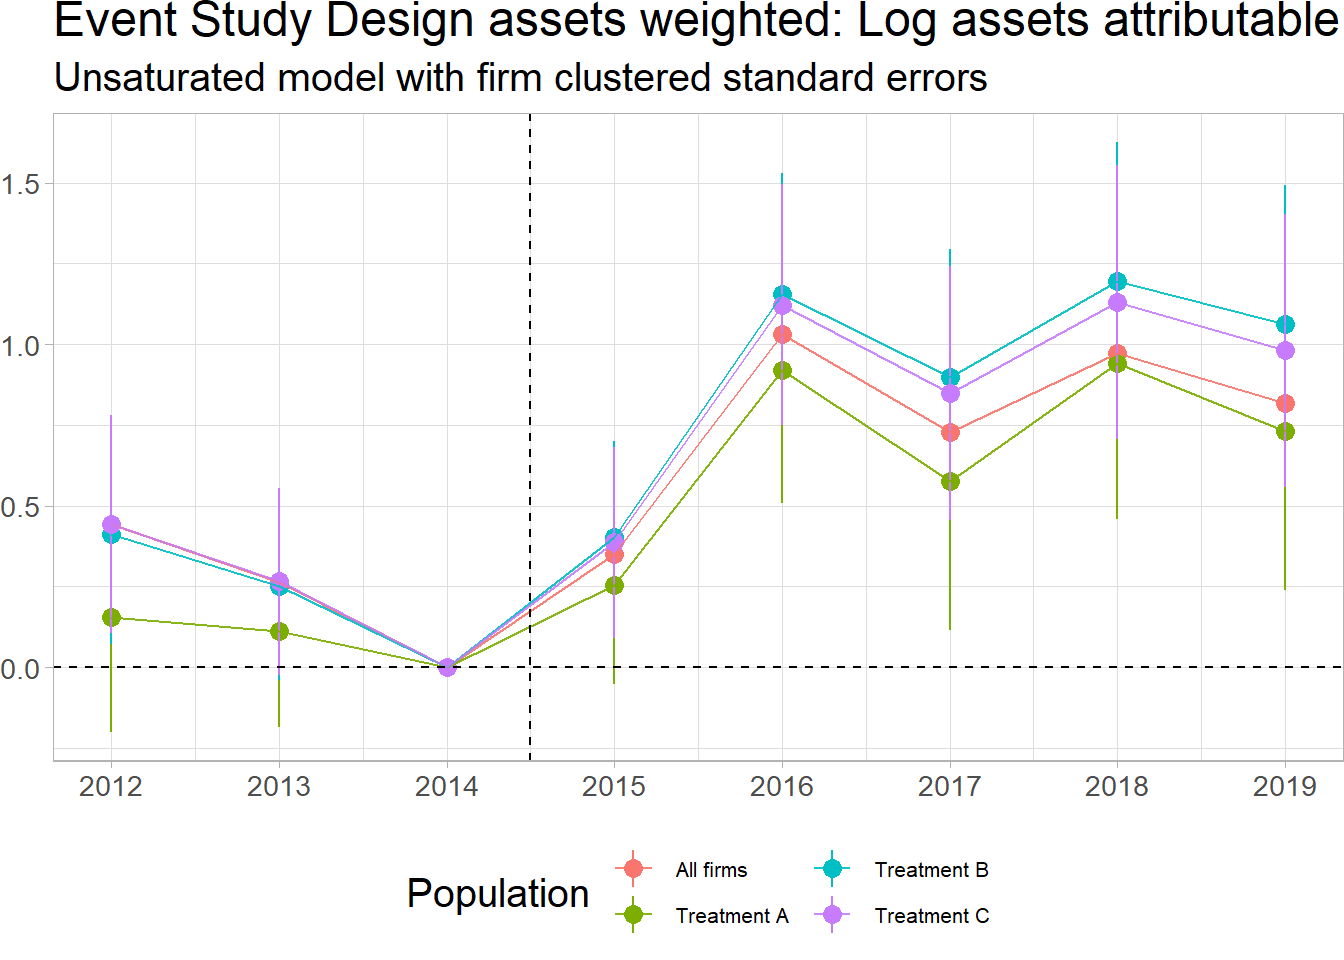 Event Study Design assets weighted: Log assets attributable
Unsaturated model with firm clustered standard errors
1.5
1.0
0.5
0.0
2012 2013 2014 2015 2016 2017 2018 2019
Population
All firms
Treatment A
Treatment B
Treatment C